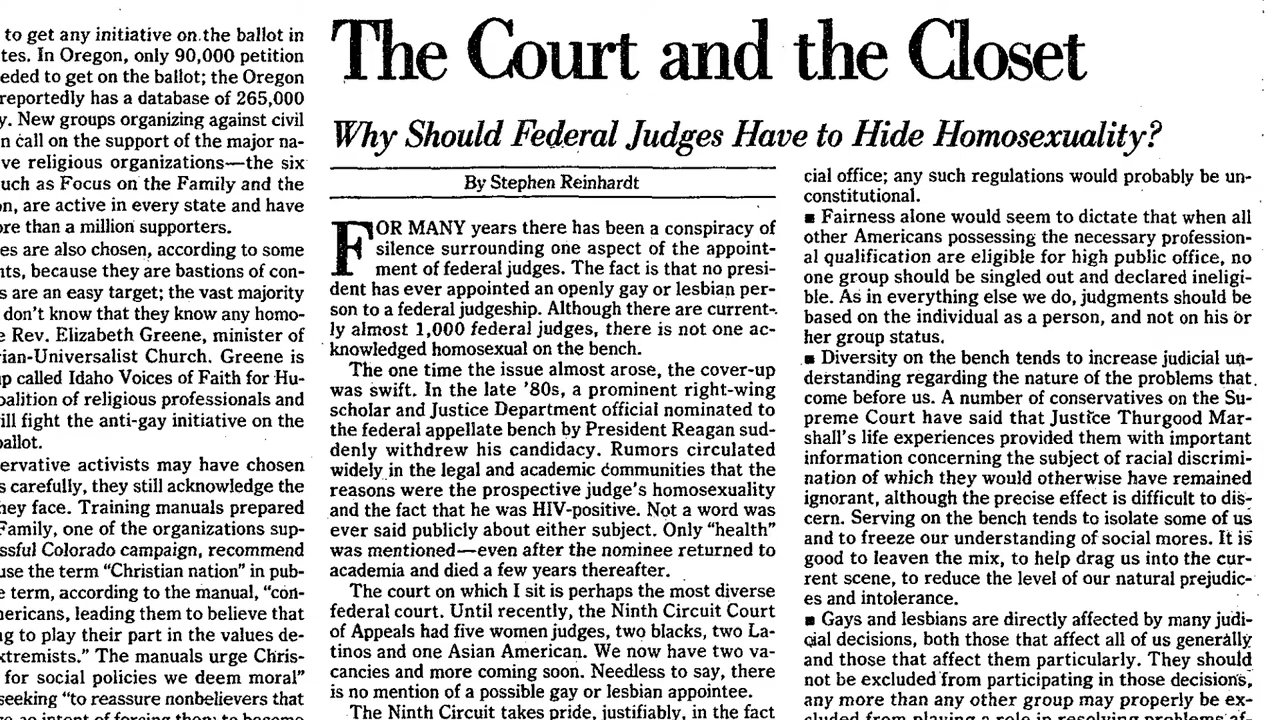 to get any initiative on the ballot in
tes. In Oregon, only 90,000 petition
eded to get on the ballot; the Oregon
reportedly has a database of 265,000
y. New groups organizing against civil
n call on the support of the major na-
ve religious organizations—the six
uch as Focus on the Family and the
on, are active in every state and have
ore than a million supporters.
es are also chosen, according to some
nts, because they are bastions of con-
s are an easy target; the vast majority
don't know that they know any homo-
e Rev. Elizabeth Greene, minister of
rian-Universalist Church. Greene is
up called Idaho Voices of Faith for Hu-
oalition of religious professionals and
ill fight the anti-gay initiative on the
ballot.
ervative activists may have chosen
s carefully, they still acknowledge the
hey face. Training manuals prepared
Family, one of the organizations sup-
ssful Colorado campaign, recommend
use the term “Christian nation” in pub-
e term, according to the manual, “con-
mericans, leading them to believe that
ng to play their part in the values de-
xtremists.” The manuals urge Chris-
for social policies we deem moral”
seeking “to reassure nonbelievers that
intent of forcing them to become
The Court and the Closet
Why Should Federal Judges Have to Hide Homosexuality?
By Stephen Reinhardt
FOR MANY years there has been a conspiracy of
silence surrounding one aspect of the appoint-
ment of federal judges. The fact is that no presi-
dent has ever appointed an openly gay or lesbian per-
son to a federal judgeship. Although there are current-
ly almost 1,000 federal judges, there is not one ac-
knowledged homosexual on the bench.
The one time the issue almost arose, the cover-up
was swift. In the late '80s, a prominent right-wing
scholar and Justice Department official nominated to
the federal appellate bench by President Reagan sud-
denly withdrew his candidacy. Rumors circulated
widely in the legal and academic communities that the
reasons were the prospective judge's homosexuality
and the fact that he was HIV-positive. Not a word was
ever said publicly about either subject. Only “health”
was mentioned—even after the nominee returned to
academia and died a few years thereafter.
The court on which I sit is perhaps the most diverse
federal court. Until recently, the Ninth Circuit Court
of Appeals had five women judges, two blacks, two La-
tinos and one Asian American. We now have two va-
cancies and more coming soon. Needless to say, there
is no mention of a possible gay or lesbian appointee.
The Ninth Circuit takes pride, justifiably, in the fact
cial office; any such regulations would probably be un-
constitutional.
■ Fairness alone would seem to dictate that when all
other Americans possessing the necessary profession-
al qualification are eligible for high public office, no
one group should be singled out and declared ineligi-
ble. As in everything else we do, judgments should be
based on the individual as a person, and not on his or
her group status.
■ Diversity on the bench tends to increase judicial un-
derstanding regarding the nature of the problems that
come before us. A number of conservatives on the Su-
preme Court have said that Justice Thurgood Mar-
shall's life experiences provided them with important
information concerning the subject of racial discrimi-
nation of which they would otherwise have remained
ignorant, although the precise effect is difficult to dis-
cern. Serving on the bench tends to isolate some of us
and to freeze our understanding of social mores. It is
good to leaven the mix, to help drag us into the cur-
rent scene, to reduce the level of our natural prejudic-
es and intolerance.
■ Gays and lesbians are directly affected by many judi-
cial decisions, both those that affect all of us generally
and those that affect them particularly. They should
not be excluded from participating in those decisions,
any more than any other group may properly be ex-
cluded from playing a role in resolving problems af-